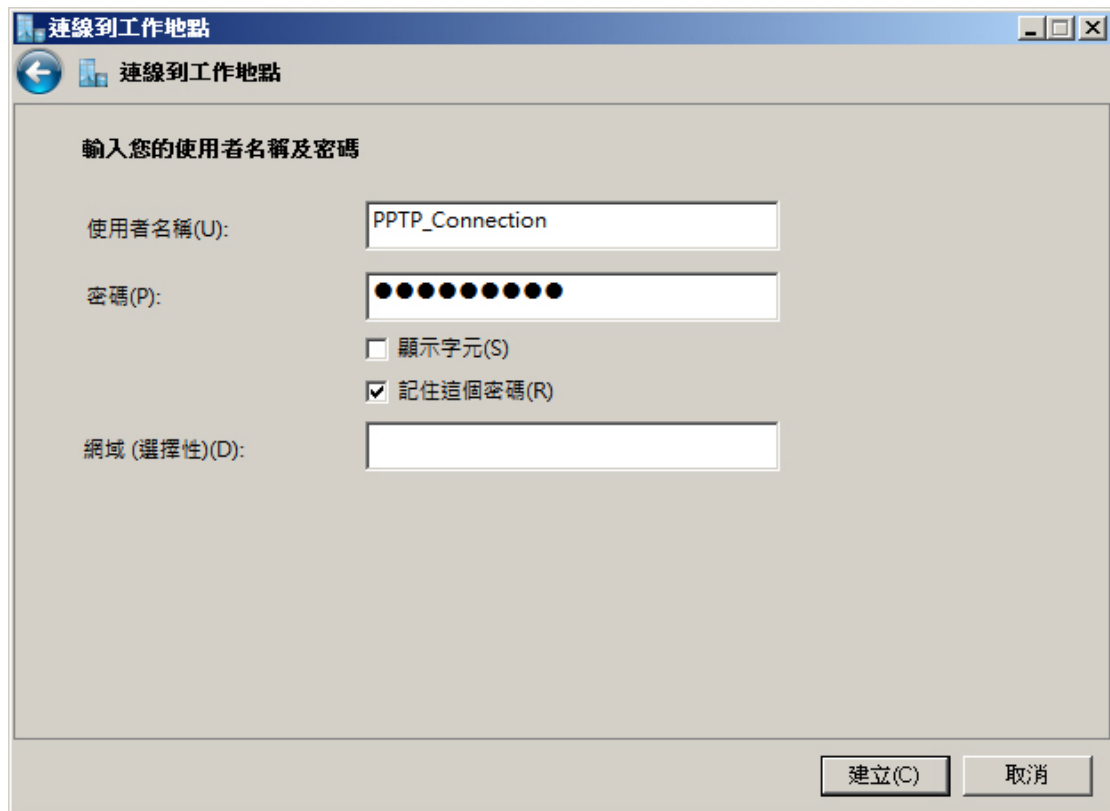 連線到工作地點
連線到工作地點
輸入您的使用者名稱及密碼
使用者名稱(U):
PPTP_Connection
密碼(P):
●●●●●●●●●
顯示字元(S)
記住這個密碼(R)
網域 (選擇性)(D):
建立(C)
取消